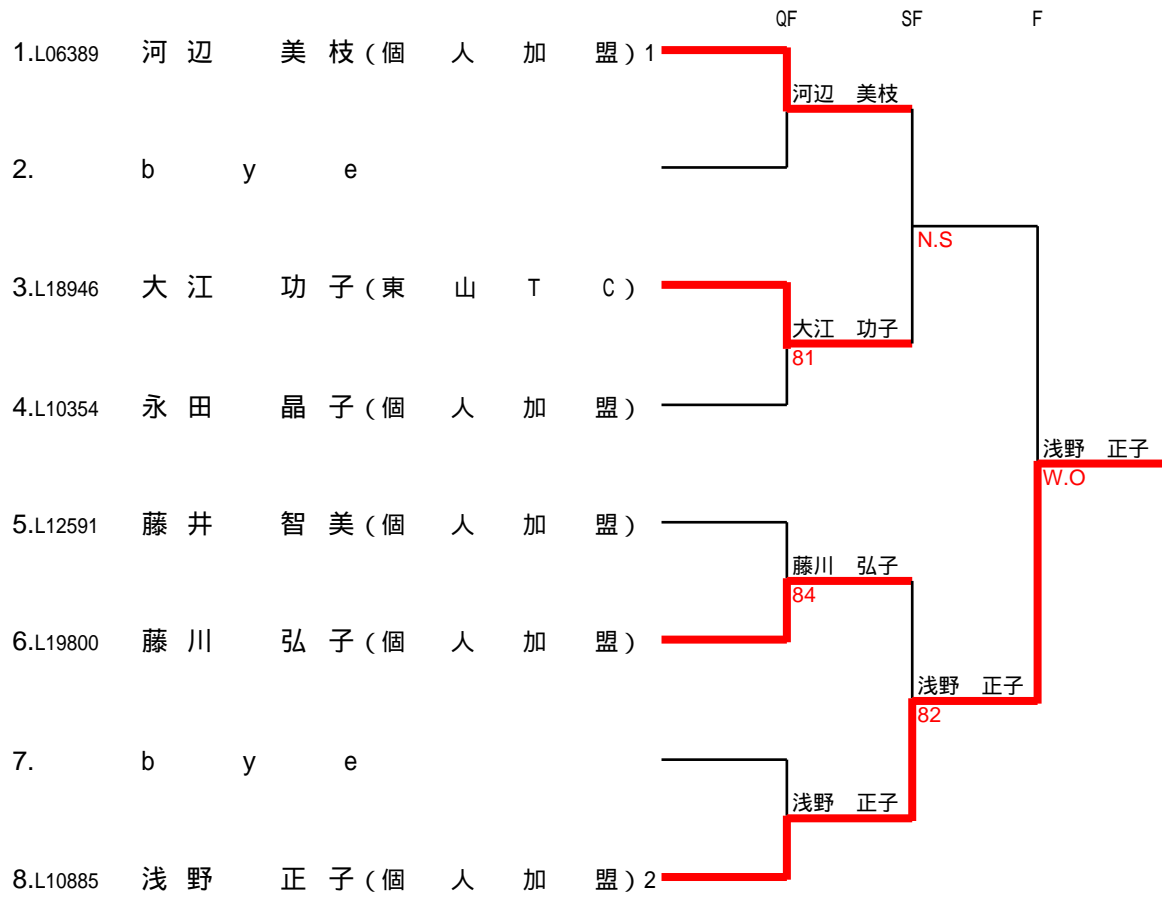 QF SF F
1.L06389 河辺 美枝(個人加盟) 1
河辺 美枝
2. bye
N.S
3.L18946 大江 功子(東山TC)
大江 功子
81
4.L10354 永田 晶子(個人加盟)
浅野 正子
W.O
5.L12591 藤井 智美(個人加盟)
藤川 弘子
84
6.L19800 藤川 弘子(個人加盟)
浅野 正子
82
7. bye
浅野 正子
8.L10885 浅野 正子(個人加盟) 2